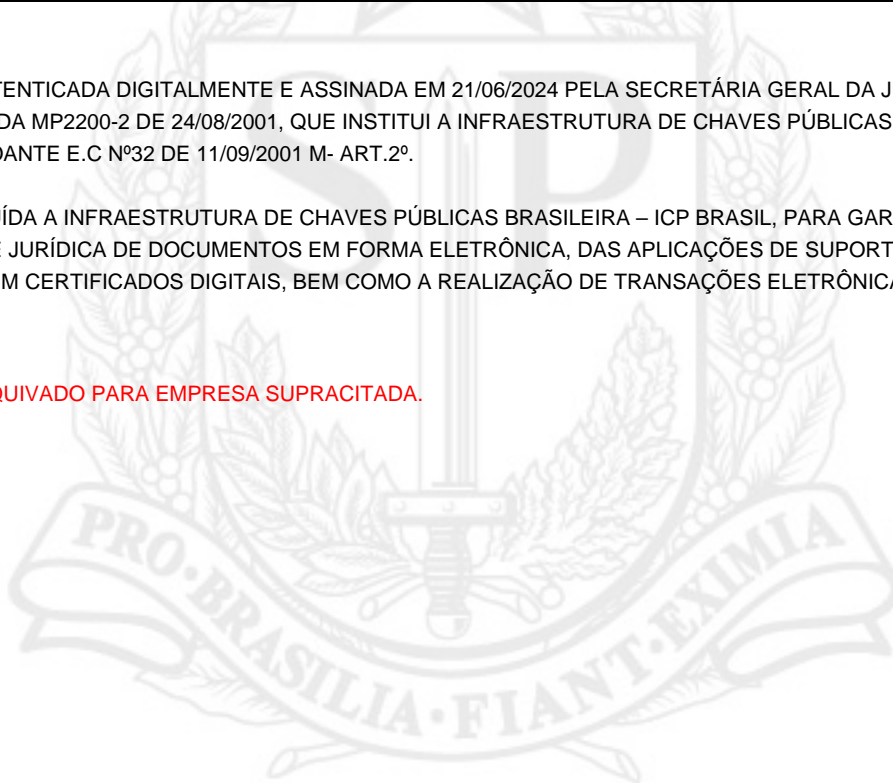 TENTICADA DIGITALMENTE E ASSINADA EM 21/06/2024 PELA SECRETÁRIA GERAL DA J
DA MP2200-2 DE 24/08/2001, QUE INSTITUI A INFRAESTRUTURA DE CHAVES PÚBLICAS
DANTE E.C Nº32 DE 11/09/2001 M- ART.2º.
UÍDA A INFRAESTRUTURA DE CHAVES PÚBLICAS BRASILEIRA – ICP BRASIL, PARA GAR
E JURÍDICA DE DOCUMENTOS EM FORMA ELETRÔNICA, DAS APLICAÇÕES DE SUPORT
M CERTIFICADOS DIGITAIS, BEM COMO A REALIZAÇÃO DE TRANSAÇÕES ELETRÔNICA
QUIVADO PARA EMPRESA SUPRACITADA.
SP
PRO·BRASILIA·FIANT·EXIMIA